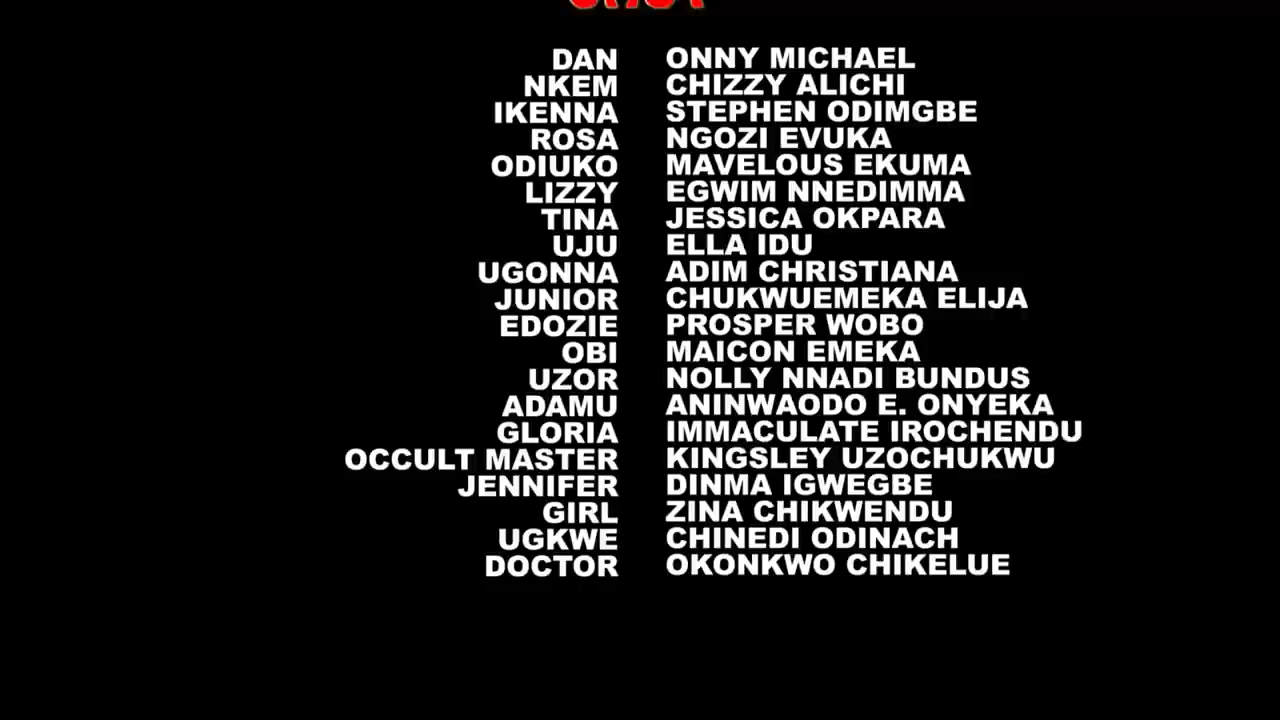 DAN ONNY MICHAEL
NKEM CHIZZY ALICHI
IKENNA STEPHEN ODIMGBE
ROSA NGOZI EVUKA
ODIUKO MAVELOUS EKUMA
LIZZY EGWIM NNEDIMMA
TINA JESSICA OKPARA
UJU ELLA IDU
UGONNA ADIM CHRISTIANA
JUNIOR CHUKWUEMEKA ELIJA
EDOZIE PROSPER WOBO
OBI MAICON EMEKA
UZOR NOLLY NNADI BUNDUS
ADAMU ANINWAODO E. ONYEKA
GLORIA IMMACULATE IROCHENDU
OCCULT MASTER KINGSLEY UZOCHUKWU
JENNIFER DINMA IGWEGBE
GIRL ZINA CHIKWENDU
UGKWE CHINEDI ODINACH
DOCTOR OKONKWO CHIKELUE